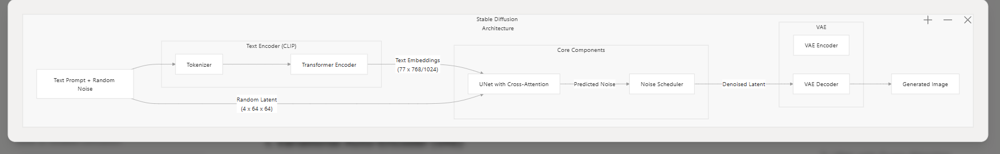 Stable Diffusion
Architecture
Text Prompt + Random
Noise
Text Encoder (CLIP)
Tokenizer
Transformer Encoder
Text Embeddings
(77 x 768/1024)
Random Latent
(4 x 64 x 64)
Core Components
UNet with Cross-Attention
Predicted Noise
Noise Scheduler
Denoised Latent
VAE
VAE Encoder
VAE Decoder
Generated Image